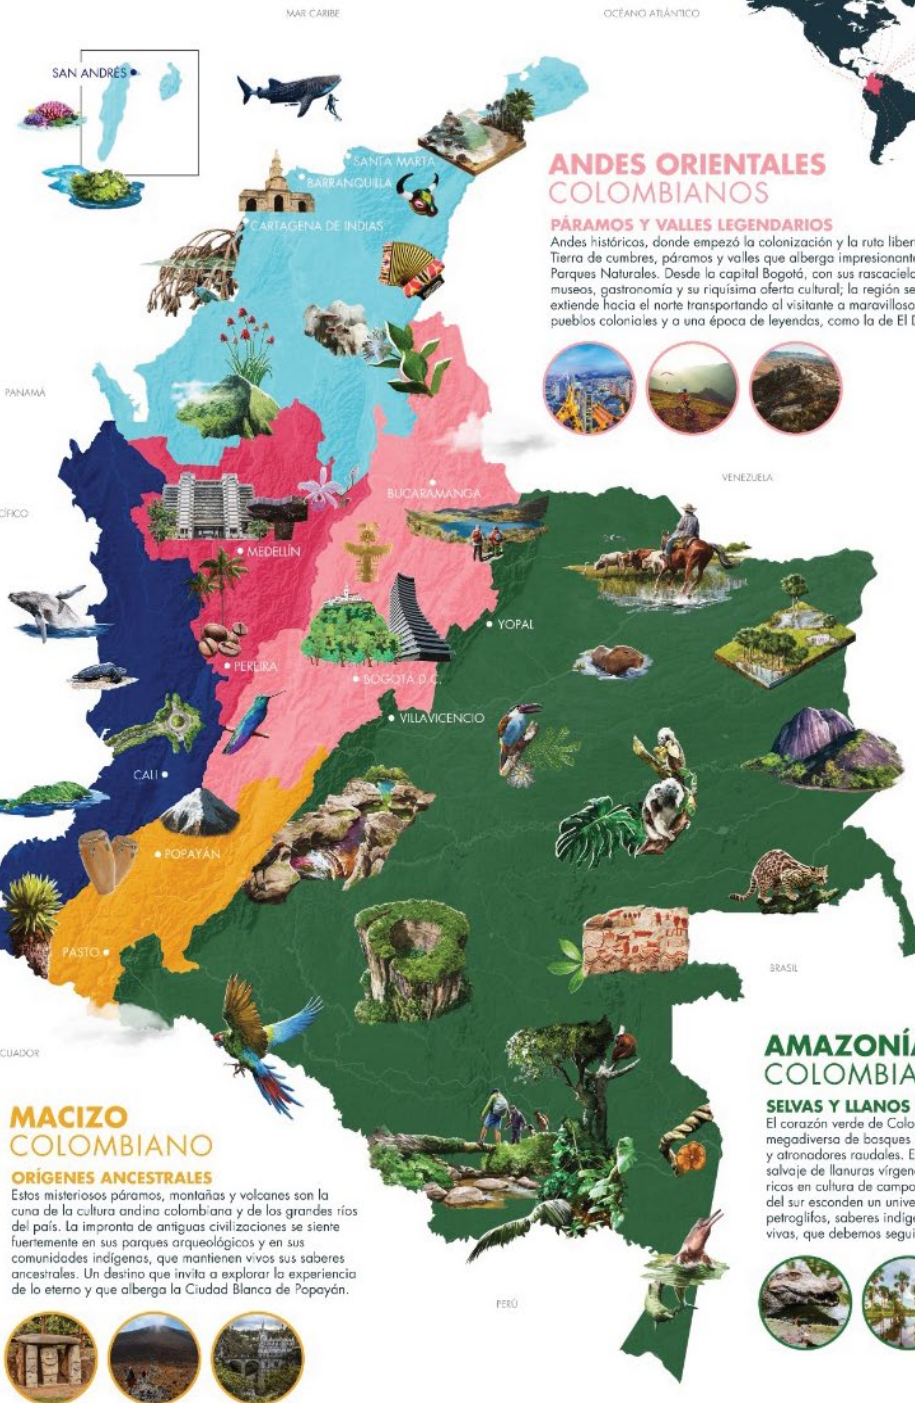 MAR CARIBE
OCÉANO ATLÁNTICO
SAN ANDRÉS
SANTA MARTA
BARRANQUILLA
CARTAGENA DE INDIAS
ANDES ORIENTALES
COLOMBIANOS
PÁRAMOS Y VALLES LEGENDARIOS
Andes históricos, donde empezó la colonización y la ruta liber
Tierra de cumbres, páramos y valles que alberga impresionante
Parques Naturales. Desde la capital Bogotá, con sus rascacielo
museos, gastronomía y su riquísima oferta cultural; la región se
extiende hacia el norte transportando al visitante a maravilloso
pueblos coloniales y a una época de leyendas, como la de El D
PANAMÁ
VENEZUELA
BUCARAMANGA
CÍFICO
MEDELLÍN
YOPAL
PEREIRA
BOGOTÁ D.C.
VILLAVICENCIO
CALI
POPAYÁN
PASTO
BRASIL
CUADOR
MACIZO
COLOMBIANO
ORÍGENES ANCESTRALES
Estos misteriosos páramos, montañas y volcanes son la
cuna de la cultura andina colombiana y de los grandes ríos
del país. La impronta de antiguas civilizaciones se siente
fuertemente en sus parques arqueológicos y en sus
comunidades indígenas, que mantienen vivos sus saberes
ancestrales. Un destino que invita a explorar la experiencia
de lo eterno y que alberga la Ciudad Blanca de Popayán.
AMAZONÍA
COLOMBIA
SELVAS Y LLANOS
El corazón verde de Colo
megadiversa de bosques
y atronadores raudales. E
salvaje de llanuras vírgen
ricos en cultura de campo
del sur esconden un unive
petroglifos, saberes indíge
vivas, que debemos segui
PERÚ